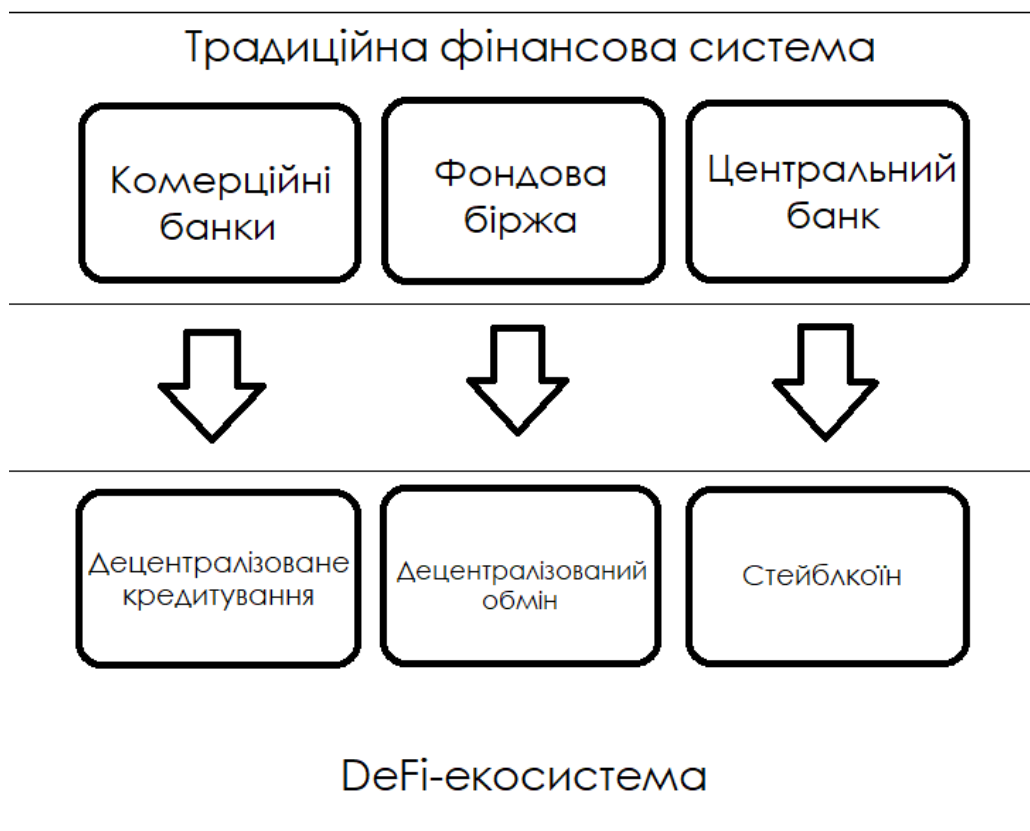 Традиційна фінансова система
Комерційні
банки
Фондова
біржа
Центральний
банк
Децентралізоване
кредитування
Децентралізований
обмін
Стейблкоїн
DeFi-екосистема